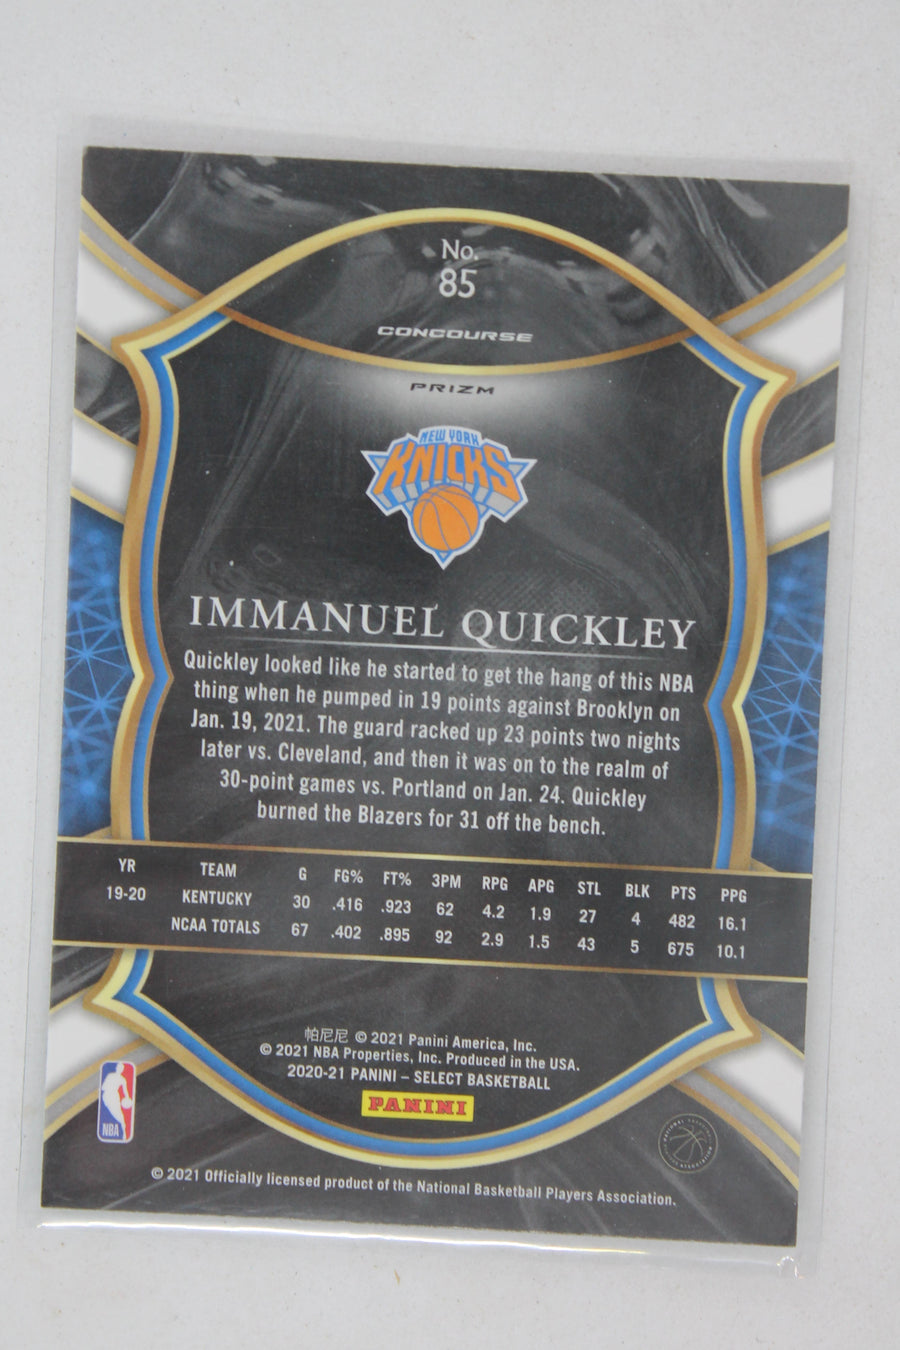 No.
85
CONCOURSE
PRIZM
NEW YORK
KNICKS
IMMANUEL QUICKLEY
Quickley looked like he started to get the hang of this NBA
thing when he pumped in 19 points against Brooklyn on
Jan. 19, 2021. The guard racked up 23 points two nights
later vs. Cleveland, and then it was on to the realm of
30-point games vs. Portland on Jan. 24. Quickley
burned the Blazers for 31 off the bench.
YR TEAM G FG% FT% 3PM RPG APG STL BLK PTS PPG
19-20 KENTUCKY 30 .416 .923 62 4.2 1.9 27 4 482 16.1
NCAA TOTALS 67 .402 .895 92 2.9 1.5 43 5 675 10.1
帕尼尼 © 2021 Panini America, Inc.
© 2021 NBA Properties, Inc. Produced in the USA.
2020-21 PANINI – SELECT BASKETBALL
PANINI
NBA
© 2021 Officially licensed product of the National Basketball Players Association.